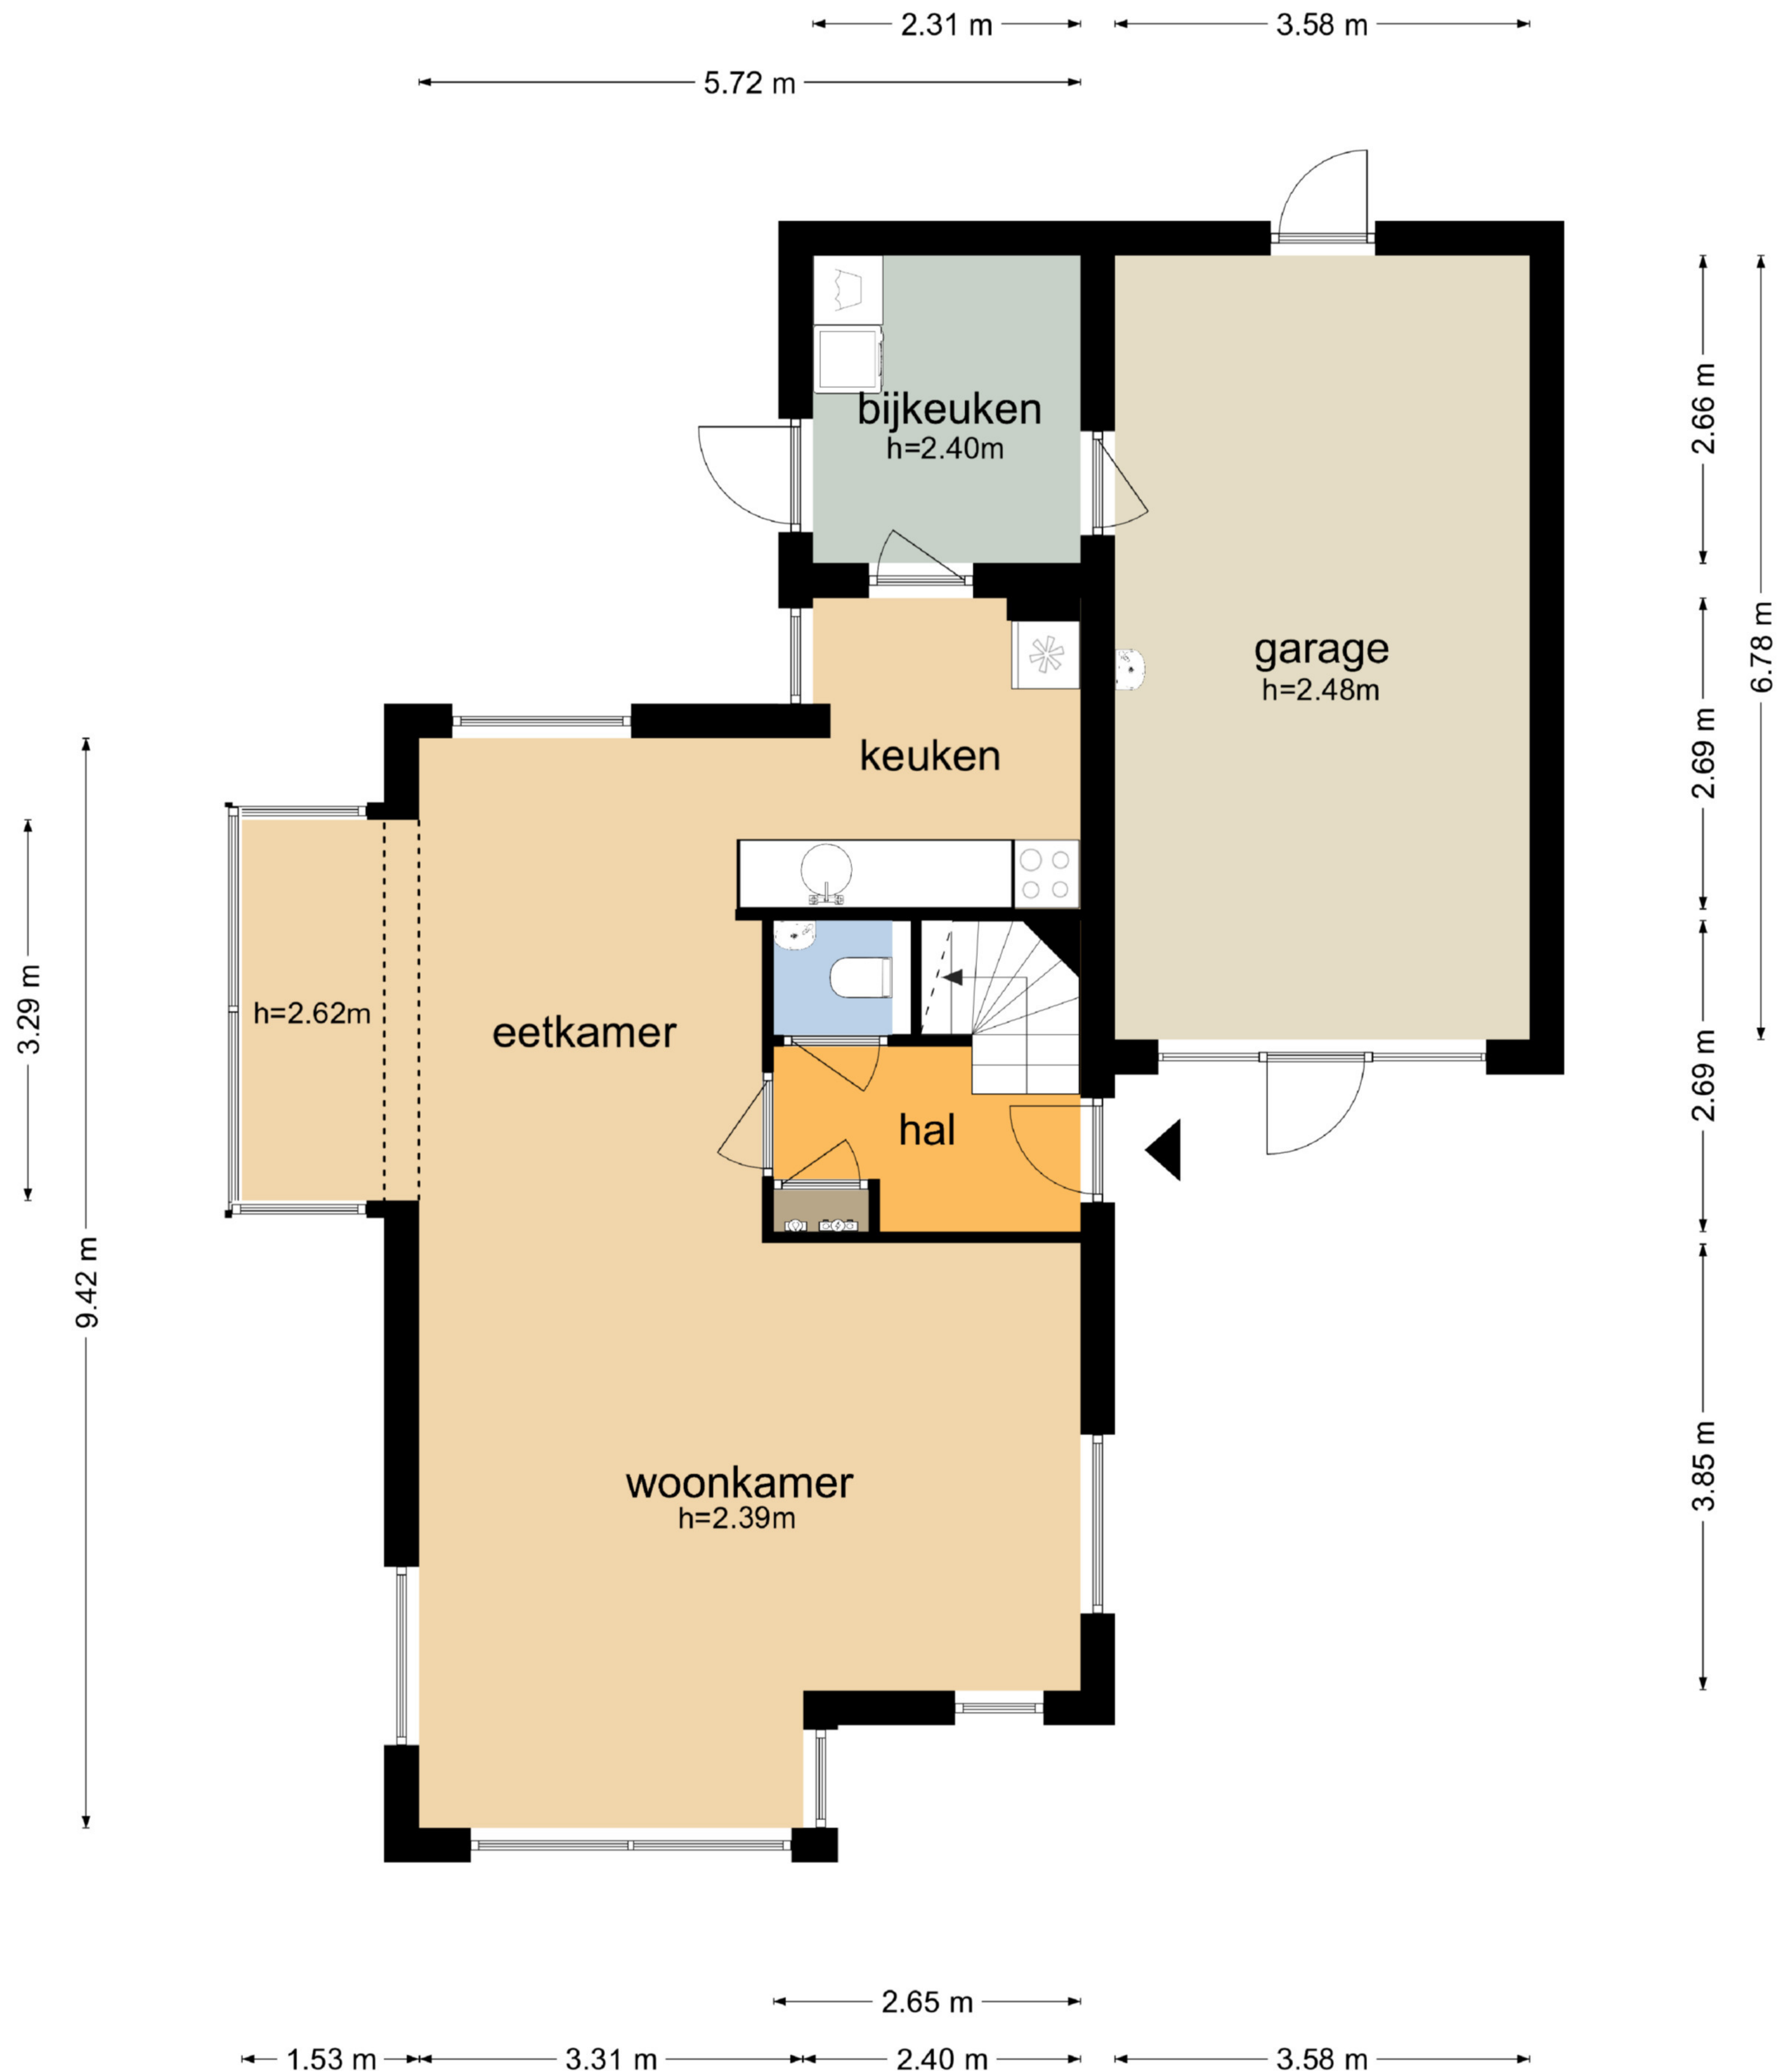 2.31 m
3.58 m
5.72 m
bijkeuken
h=2.40m
2.66 m
garage
h=2.48m
6.78 m
keuken
2.69 m
3.29 m
h=2.62m
eetkamer
2.69 m
hal
9.42 m
woonkamer
h=2.39m
3.85 m
2.65 m
1.53 m
3.31 m
2.40 m
3.58 m